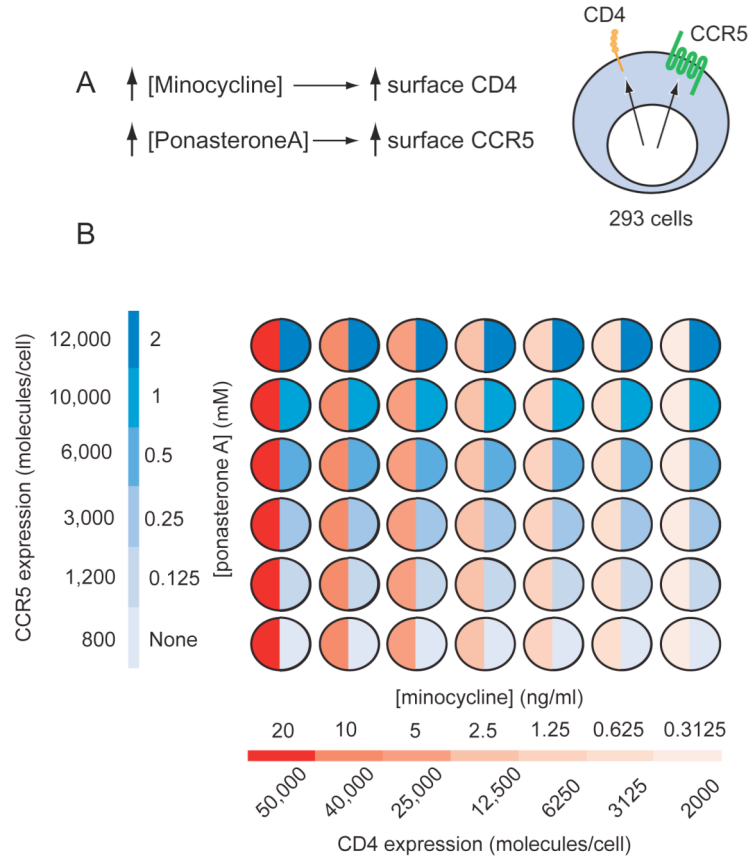 CD4
CCR5
A
[Minocycline] surface CD4
[PonasteroneA] surface CCR5
293 cells
B
CCR5 expression (molecules/cell)
12,000 2
10,000 1
6,000 0.5
3,000 0.25
1,200 0.125
800 None
[ponasterone A] (mM)
[minocycline] (ng/ml)
20 10 5 2.5 1.25 0.625 0.3125
50,000 40,000 25,000 12,500 6250 3125 2000
CD4 expression (molecules/cell)